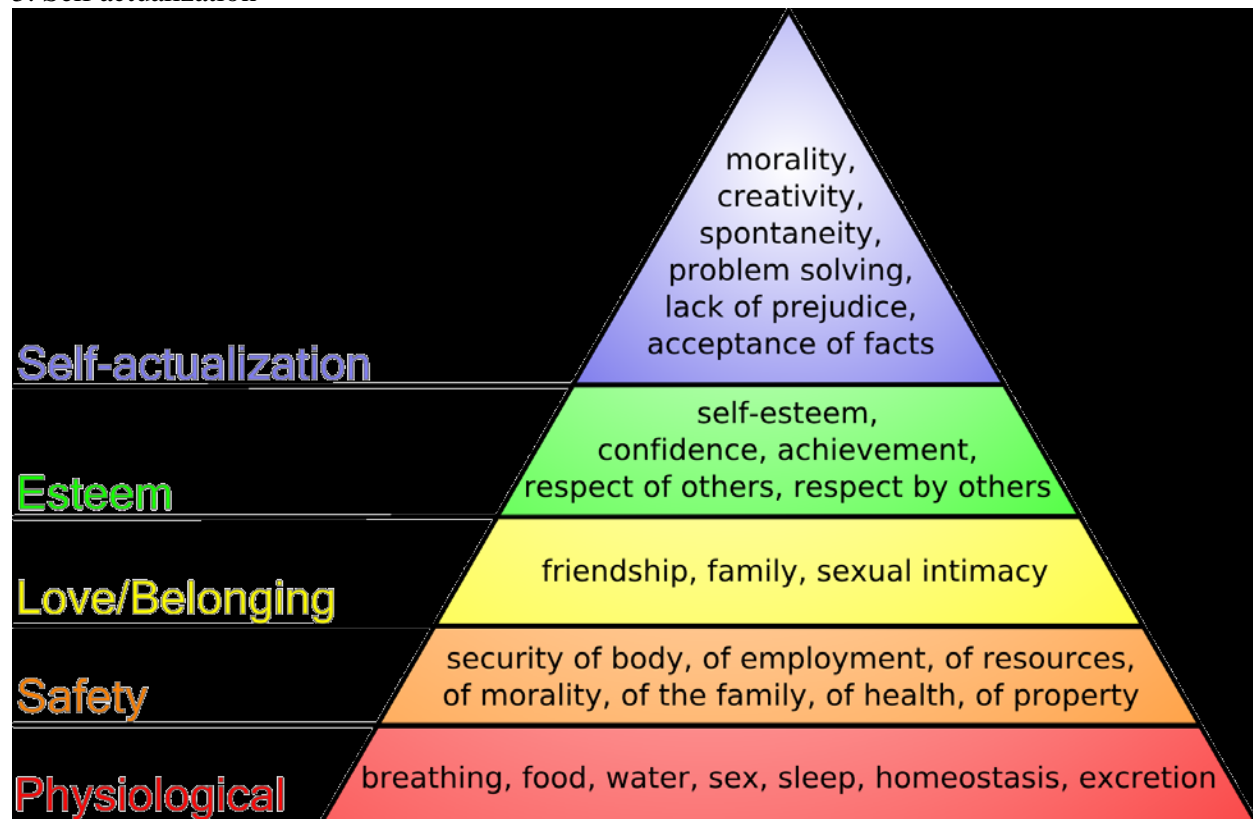 Self actualization
morality,
creativity,
spontaneity,
problem solving,
lack of prejudice,
acceptance of facts
Self-actualization
self-esteem,
confidence, achievement,
respect of others, respect by others
Esteem
friendship, family, sexual intimacy
Love/Belonging
security of body, of employment, of resources,
of morality, of the family, of health, of property
Safety
breathing, food, water, sex, sleep, homeostasis, excretion
Physiological